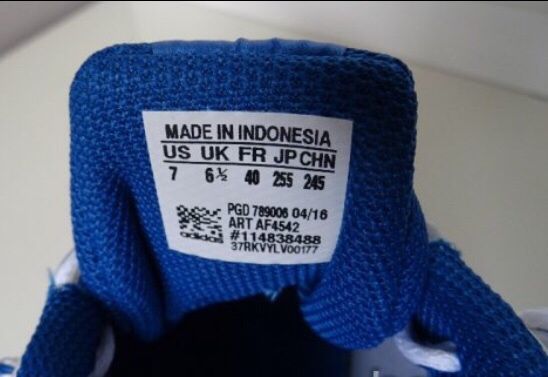 MADE IN INDONESIA
US UK FR JP CHN
7 6½ 40 255 245
PGD 789006 04/16
ART AF4542
#114838488
37RKVYLV00177
adidas